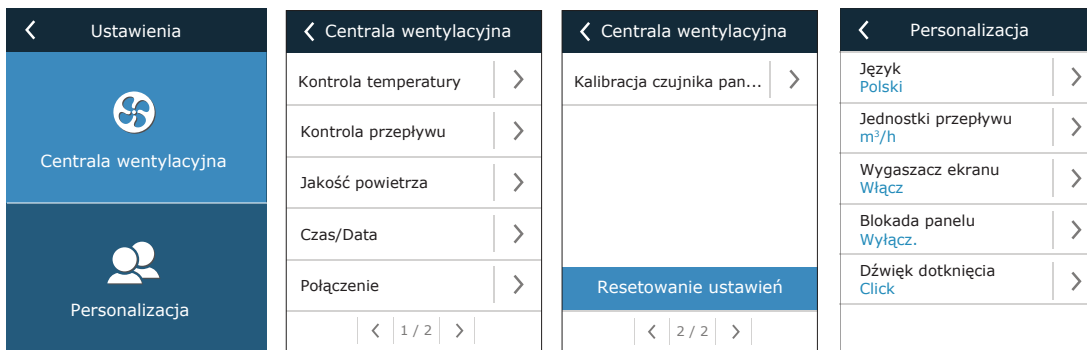 Ustawienia
Centrala wentylacyjna
Personalizacja
Centrala wentylacyjna
Kontrola temperatury
Kontrola przepływu
Jakość powietrza
Czas/Data
Połączenie
1 / 2
Centrala wentylacyjna
Kalibracja czujnika pan...
Resetowanie ustawień
2 / 2
Personalizacja
Język
Polski
Jednostki przepływu
m³/h
Wygaszacz ekranu
Włącz
Blokada panelu
Wyłącz.
Dźwięk dotknięcia
Click